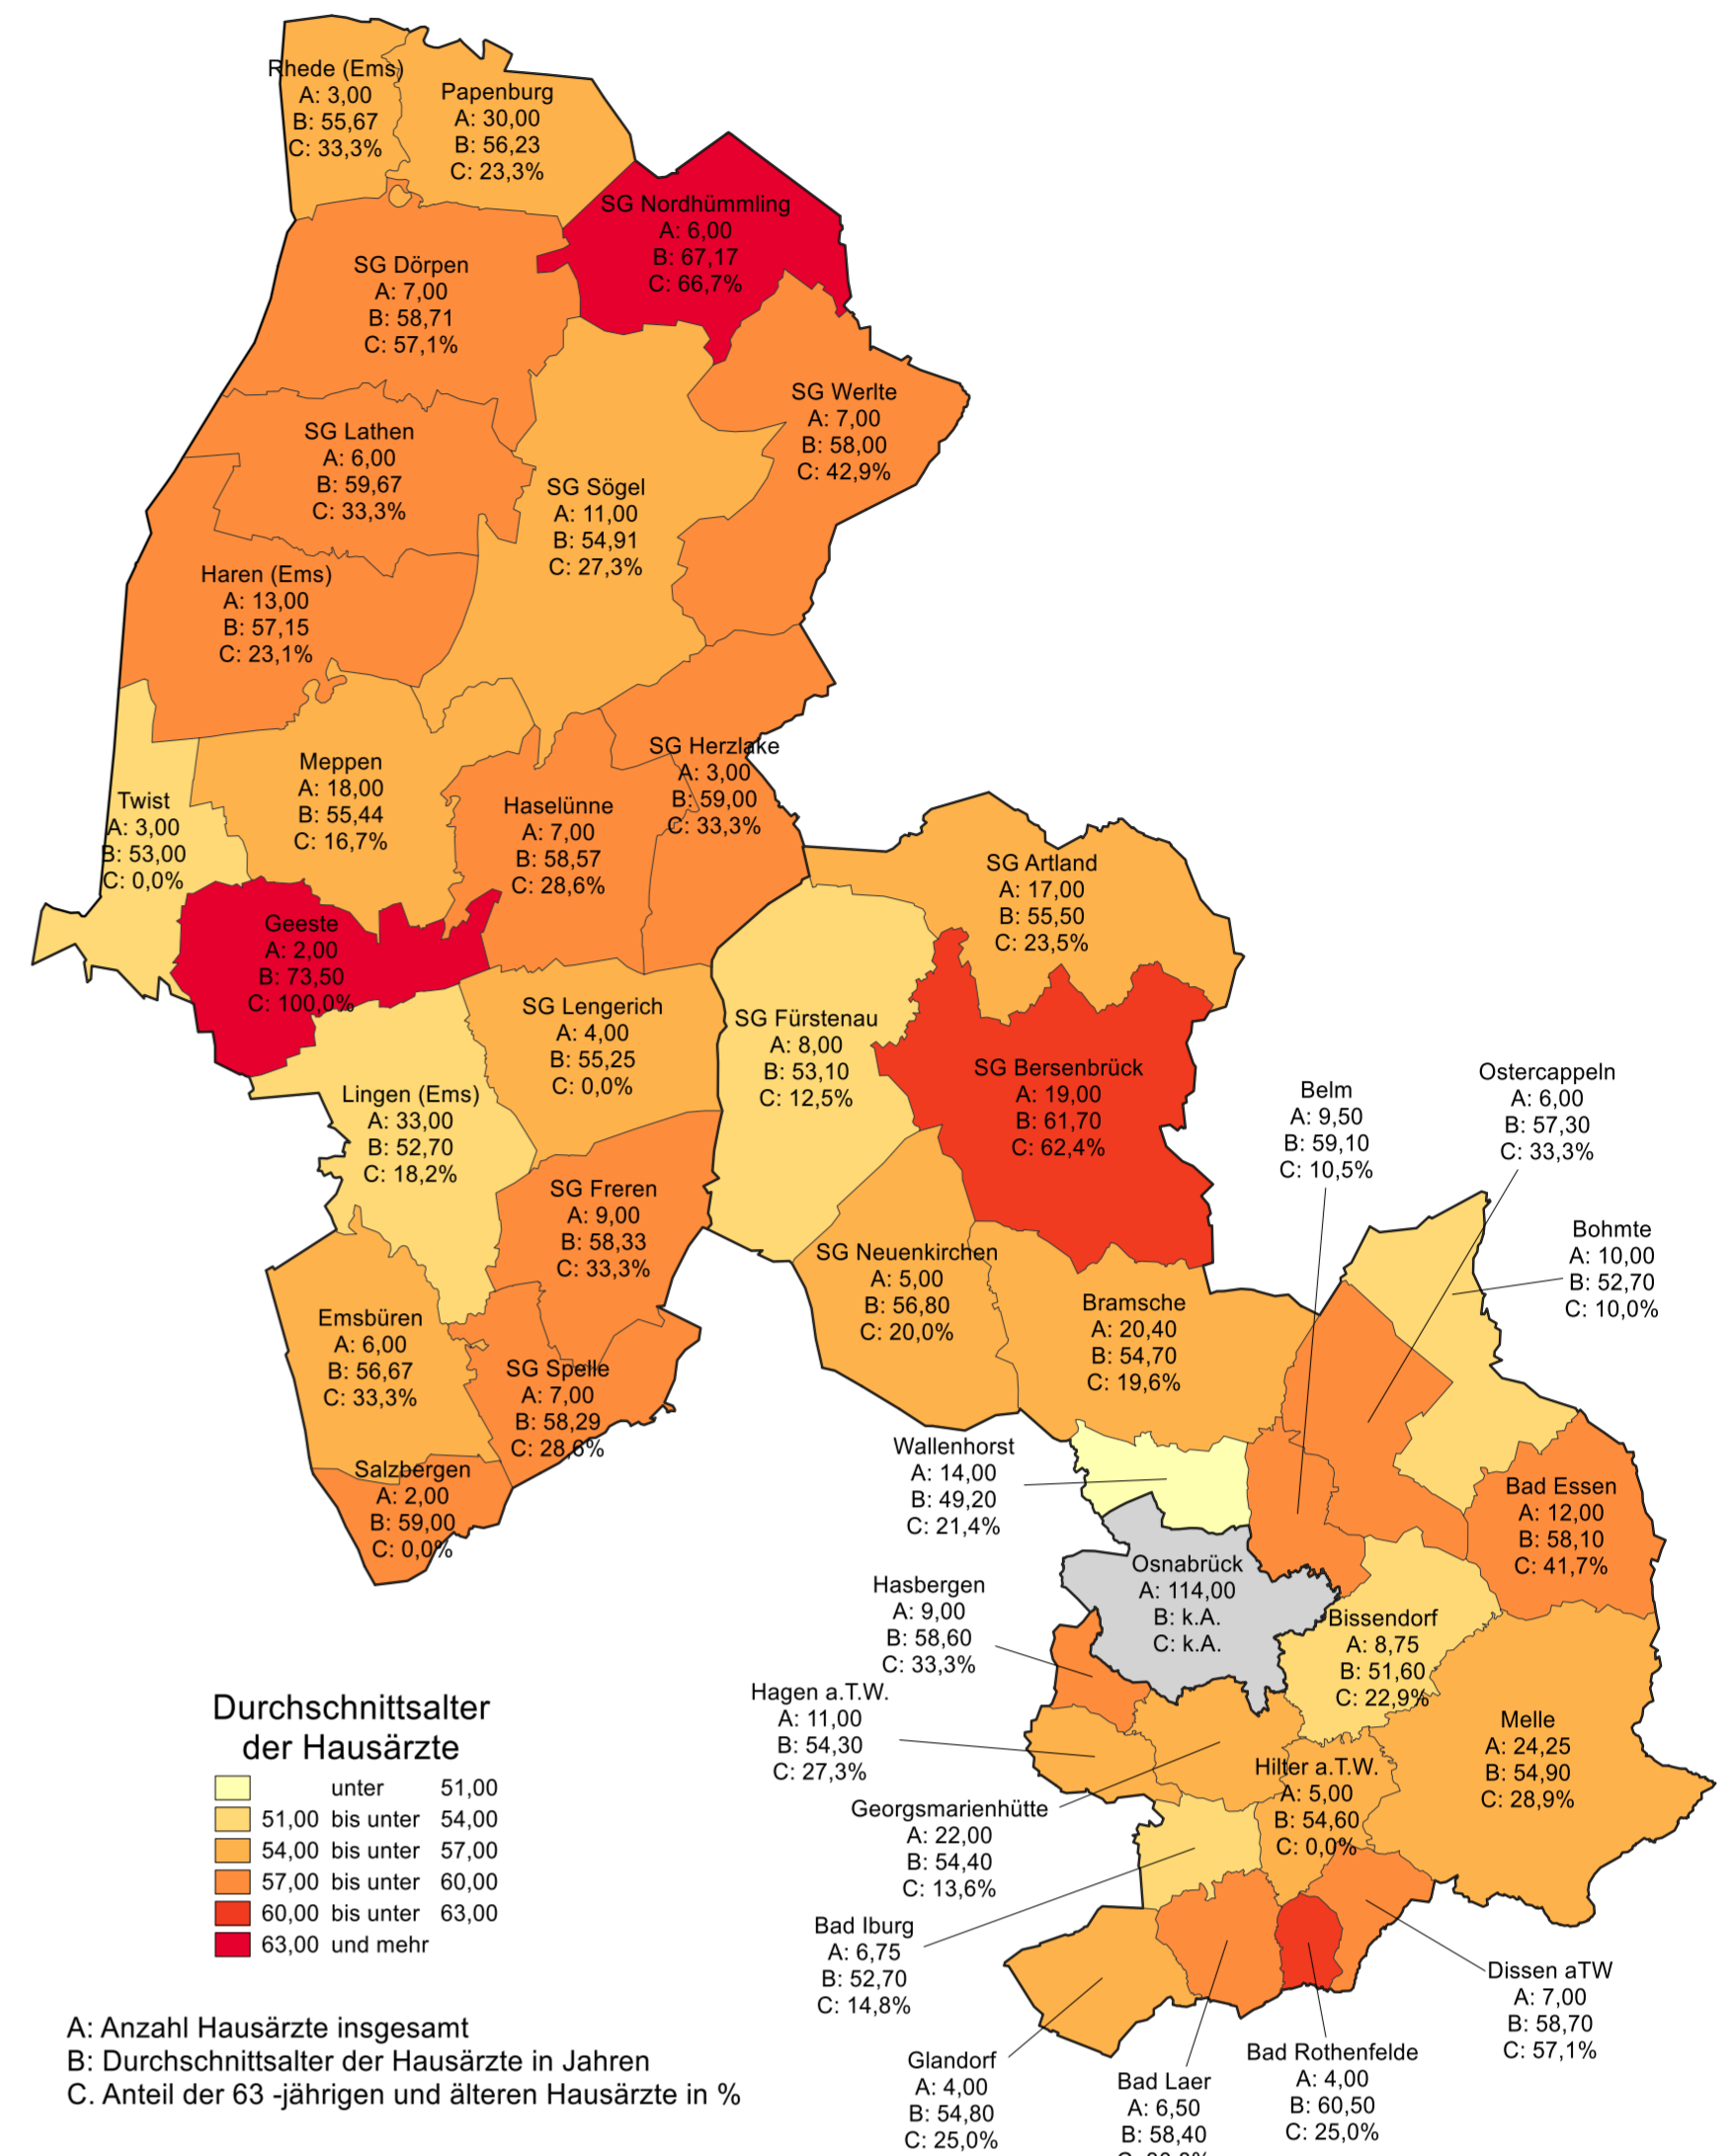 Rhede (Ems)
A: 3,00
B: 55,67
C: 33,3%
Papenburg
A: 30,00
B: 56,23
C: 23,3%
SG Nordhümmling
A: 6,00
B: 67,17
C: 66,7%
SG Dörpen
A: 7,00
B: 58,71
C: 57,1%
SG Werlte
A: 7,00
B: 58,00
C: 42,9%
SG Lathen
A: 6,00
B: 59,67
C: 33,3%
SG Sögel
A: 11,00
B: 54,91
C: 27,3%
Haren (Ems)
A: 13,00
B: 57,15
C: 23,1%
SG Herzlake
A: 3,00
B: 59,00
C: 33,3%
Meppen
A: 18,00
B: 55,44
C: 16,7%
Twist
A: 3,00
B: 53,00
C: 0,0%
Haselünne
A: 7,00
B: 58,57
C: 28,6%
SG Artland
A: 17,00
B: 55,50
C: 23,5%
Geeste
A: 2,00
B: 73,50
C: 100,0%
SG Lengerich
A: 4,00
B: 55,25
C: 0,0%
SG Fürstenau
A: 8,00
B: 53,10
C: 12,5%
SG Bersenbrück
A: 19,00
B: 61,70
C: 62,4%
Lingen (Ems)
A: 33,00
B: 52,70
C: 18,2%
Belm
A: 9,50
B: 59,10
C: 10,5%
Ostercappeln
A: 6,00
B: 57,30
C: 33,3%
SG Freren
A: 9,00
B: 58,33
C: 33,3%
Bohmte
A: 10,00
B: 52,70
C: 10,0%
SG Neuenkirchen
A: 5,00
B: 56,80
C: 20,0%
Bramsche
A: 20,40
B: 54,70
C: 19,6%
Emsbüren
A: 6,00
B: 56,67
C: 33,3%
SG Spelle
A: 7,00
B: 58,29
C: 28,6%
Salzbergen
A: 2,00
B: 59,00
C: 0,0%
Wallenhorst
A: 14,00
B: 49,20
C: 21,4%
Bad Essen
A: 12,00
B: 58,10
C: 41,7%
Osnabrück
A: 114,00
B: k.A.
C: k.A.
Hasbergen
A: 9,00
B: 58,60
C: 33,3%
Bissendorf
A: 8,75
B: 51,60
C: 22,9%
Hagen a.T.W.
A: 11,00
B: 54,30
C: 27,3%
Melle
A: 24,25
B: 54,90
C: 28,9%
Hilter a.T.W.
A: 5,00
B: 54,60
C: 0,0%
Georgsmarienhütte
A: 22,00
B: 54,40
C: 13,6%
Bad Iburg
A: 6,75
B: 52,70
C: 14,8%
Dissen aTW
A: 7,00
B: 58,70
C: 57,1%
Glandorf
A: 4,00
B: 54,80
C: 25,0%
Bad Laer
A: 6,50
B: 58,40
Bad Rothenfelde
A: 4,00
B: 60,50
C: 25,0%
Durchschnittsalter
der Hausärzte
unter 51,00
51,00 bis unter 54,00
54,00 bis unter 57,00
57,00 bis unter 60,00
60,00 bis unter 63,00
63,00 und mehr
A: Anzahl Hausärzte insgesamt
B: Durchschnittsalter der Hausärzte in Jahren
C. Anteil der 63 -jährigen und älteren Hausärzte in %